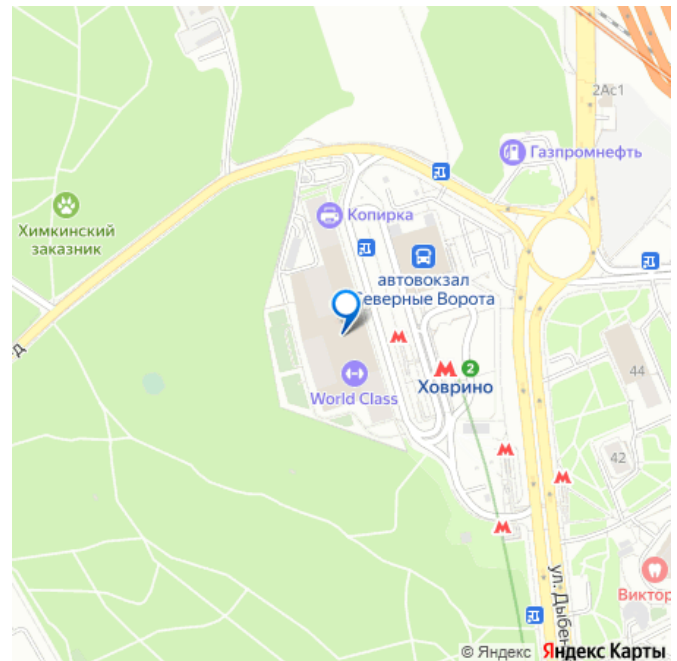 2Ас1
Газпромнефть
Химкинский
заказник
Копирка
автовокзал
Северные Ворота
World Class
2
Ховрино
44
42
ул. Дыбен
Виктор
© Яндекс Яндекс Карты